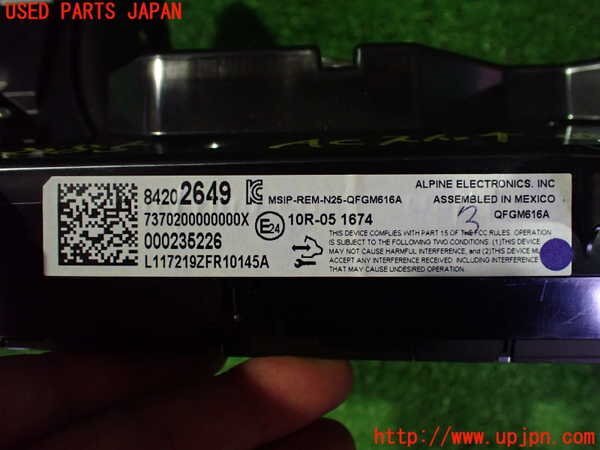 USED PARTS JAPAN
84202649 MSIP-REM-N25-QFGM616A
7370200000000X
000235226
L117219ZFR10145A
E24 10R-05 1674
ALPINE ELECTRONICS. INC
ASSEMBLED IN MEXICO
3 QFGM616A
THIS DEVICE COMPLIES WITH PART 15 OF THE FCC RULES. OPERATION
IS SUBJECT TO THE FOLLOWING TWO CONDITIONS. (1)THIS DEVICE
MAY NOT CAUSE HARMFUL INTERFERENCE, and (2)THIS DEVICE MUST
ACCEPT ANY INTERFERENCE RECEIVED. INCLUDING INTERFERENCE
THAT MAY CAUSE UNDESIRED OPERATION.
http://www.upjpn.com/